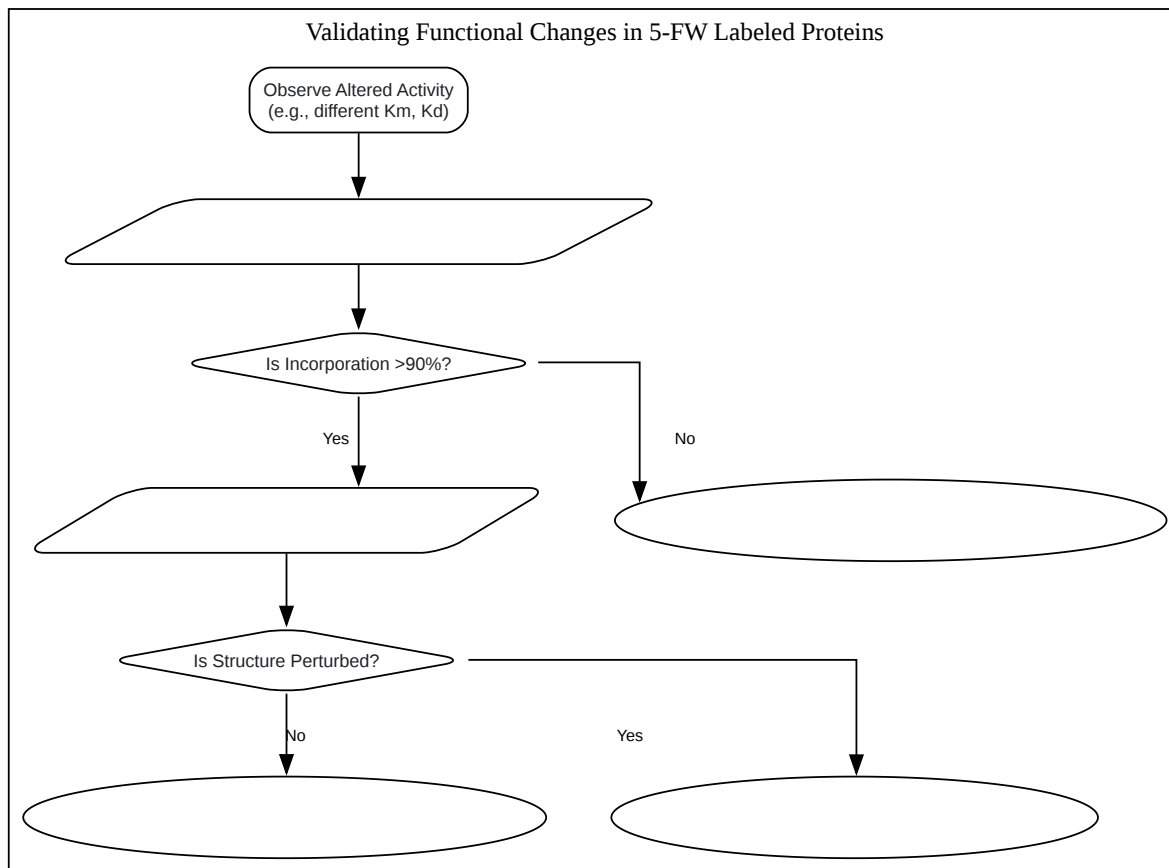 Validating Functional Changes in 5-FW Labeled Proteins
Observe Altered Activity
(e.g., different Km, Kd)
Is Incorporation >90%?
Yes
No
Is Structure Perturbed?
No
Yes